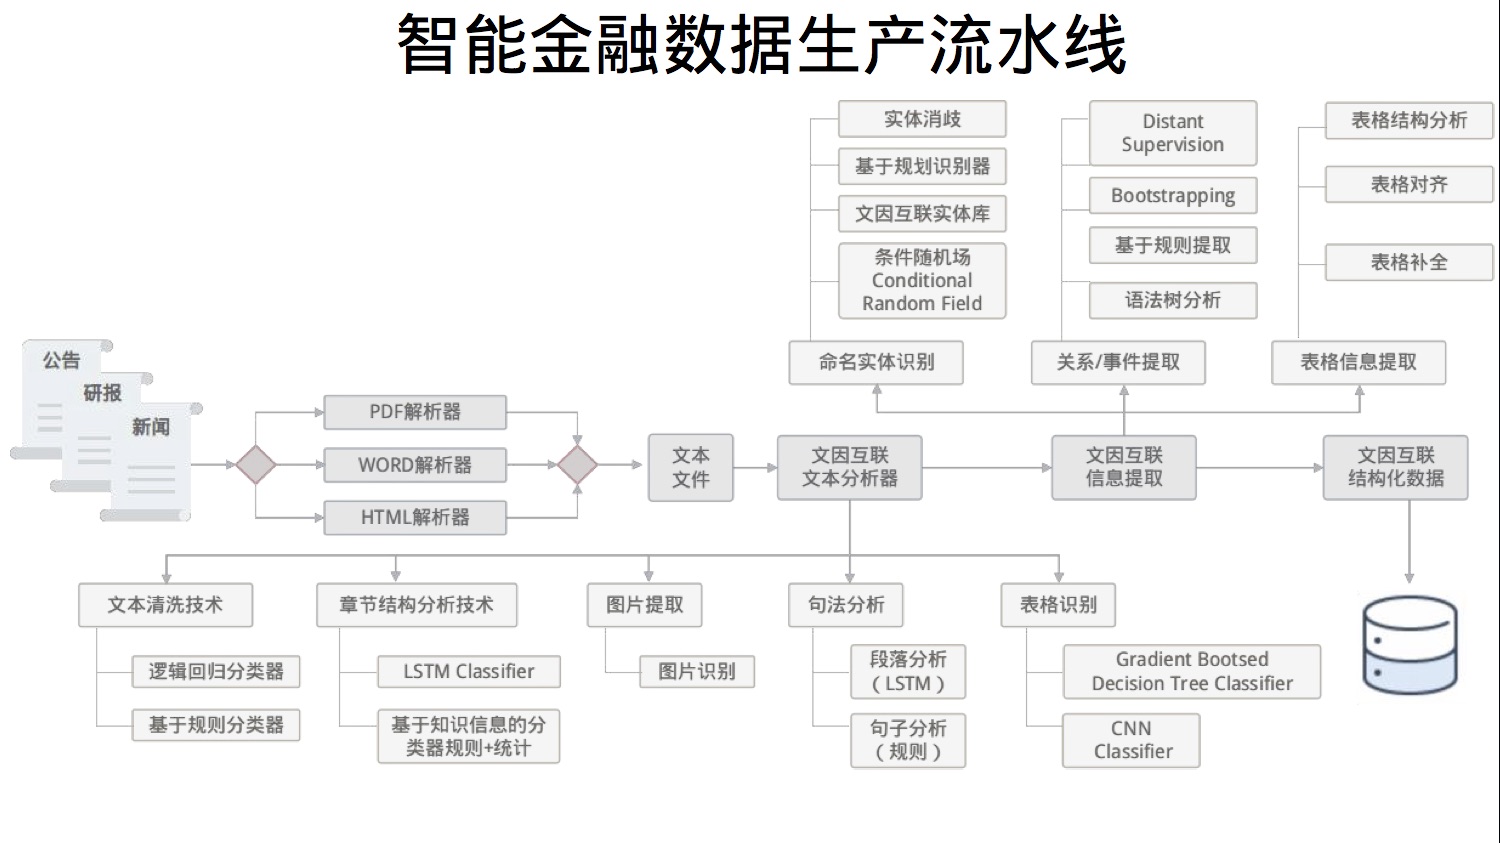 智能金融数据生产流水线
实体消歧
基于规划识别器
文因互联实体库
条件随机场
Conditional
Random Field
命名实体识别
Distant
Supervision
Bootstrapping
基于规则提取
语法树分析
关系/事件提取
表格结构分析
表格对齐
表格补全
表格信息提取
公告
研报
新闻
PDF解析器
WORD解析器
HTML解析器
文本
文件
文因互联
文本分析器
文因互联
信息提取
文因互联
结构化数据
文本清洗技术
逻辑回归分类器
基于规则分类器
章节结构分析技术
LSTM Classifier
基于知识信息的分
类器规则+统计
图片提取
图片识别
句法分析
段落分析
（LSTM）
句子分析
（规则）
表格识别
Gradient Bootsed
Decision Tree Classifier
CNN
Classifier